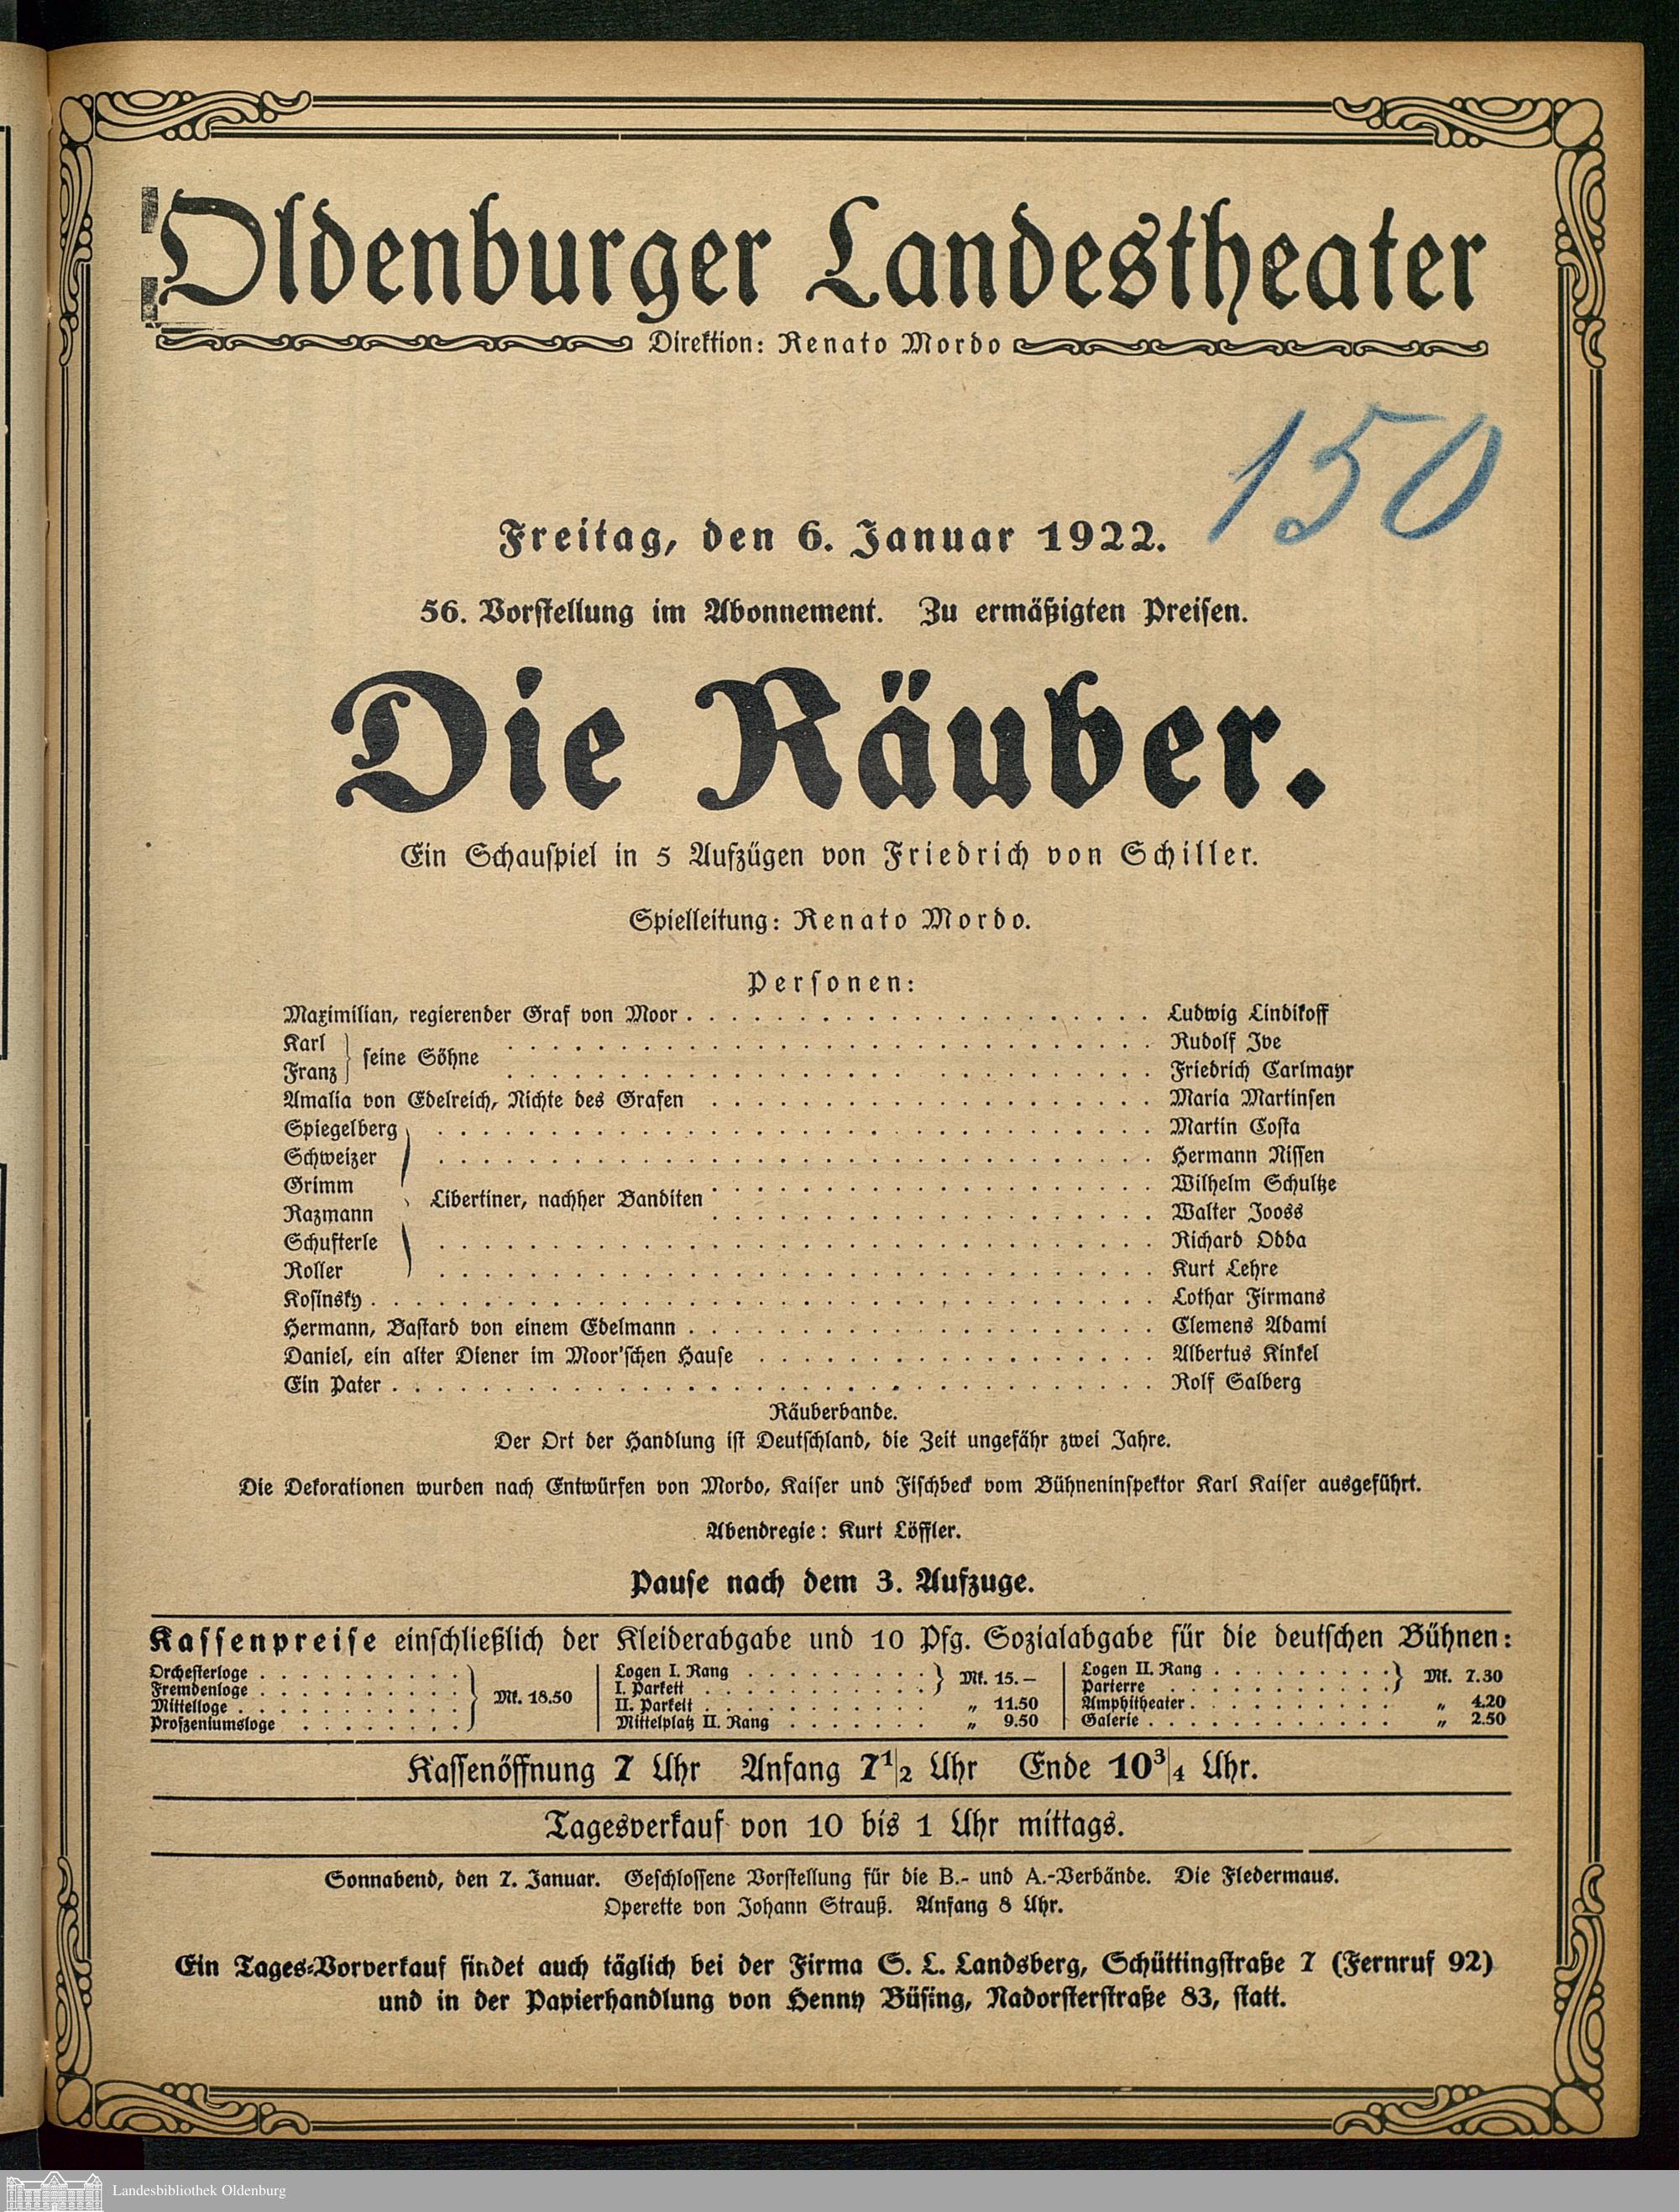 Oldenburger Landestheater
Direktion: Renato Mordo
150
Freitag, den 6. Januar 1922.
56. Vorstellung im Abonnement. Zu ermäßigten Preisen.
Die Räuber.
Ein Schauspiel in 5 Aufzügen von Friedrich von Schiller.
Spielleitung: Renato Mordo.
Personen:
Maximilian, regierender Graf von Moor . . . . . Ludwig Lindikoff
Karl . . . . . Rudolf Ive
seine Söhne
Franz . . . . . Friedrich Carlmayr
Amalia von Edelreich, Nichte des Grafen . . . . . Maria Martinsen
Spiegelberg . . . . . Martin Costa
Schweizer . . . . . Hermann Nissen
Grimm . . . . . Wilhelm Schultze
Libertiner, nachher Banditen
Razmann . . . . . Walter Jooss
Schufterle . . . . . Richard Odda
Roller . . . . . Kurt Lehre
Kosinsky . . . . . Lothar Firmans
Hermann, Bastard von einem Edelmann . . . . . Clemens Adami
Daniel, ein alter Diener im Moor'schen Hause . . . . . Albertus Kinkel
Ein Pater . . . . . Rolf Salberg
Räuberbande.
Der Ort der Handlung ist Deutschland, die Zeit ungefähr zwei Jahre.
Die Dekorationen wurden nach Entwürfen von Mordo, Kaiser und Fischbeck vom Bühneninspektor Karl Kaiser ausgeführt.
Abendregie: Kurt Löffler.
Pause nach dem 3. Aufzuge.
Kassenpreise einschließlich der Kleiderabgabe und 10 Pfg. Sozialabgabe für die deutschen Bühnen:
Orchesterloge . . . . .
Fremdenloge . . . . .
Mittelloge . . . . .
Proszeniumsloge . . . . .
Mk. 18.50
Logen I. Rang . . . . .
I. Parkett . . . . .
Mk. 15.—
II. Parkett . . . . . „ 11.50
Mittelplatz II. Rang . . . . . „ 9.50
Logen II. Rang . . . . .
Parterre . . . . .
Mk. 7.30
Amphitheater . . . . . „ 4.20
Galerie . . . . . „ 2.50
Kassenöffnung 7 Uhr Anfang 7 1/2 Uhr Ende 10 3/4 Uhr.
Tagesverkauf von 10 bis 1 Uhr mittags.
Sonnabend, den 7. Januar. Geschlossene Vorstellung für die B.- und A.-Verbände. Die Fledermaus.
Operette von Johann Strauß. Anfang 8 Uhr.
Ein Tages-Vorverkauf findet auch täglich bei der Firma S. L. Landsberg, Schüttingstraße 7 (Fernruf 92)
und in der Papierhandlung von Henny Büsing, Nadorsterstraße 83, statt.
Landesbibliothek Oldenburg